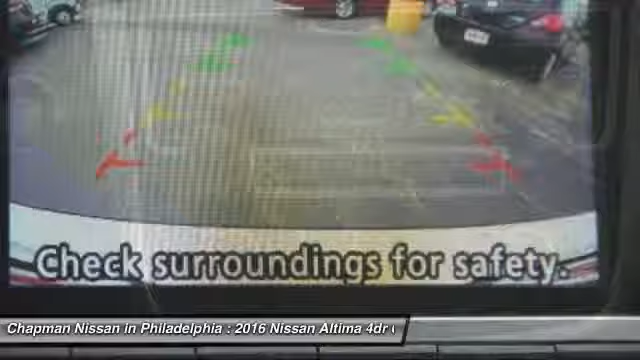 Check surroundings for safety.
Chapman Nissan in Philadelphia : 2016 Nissan Altima 4dr